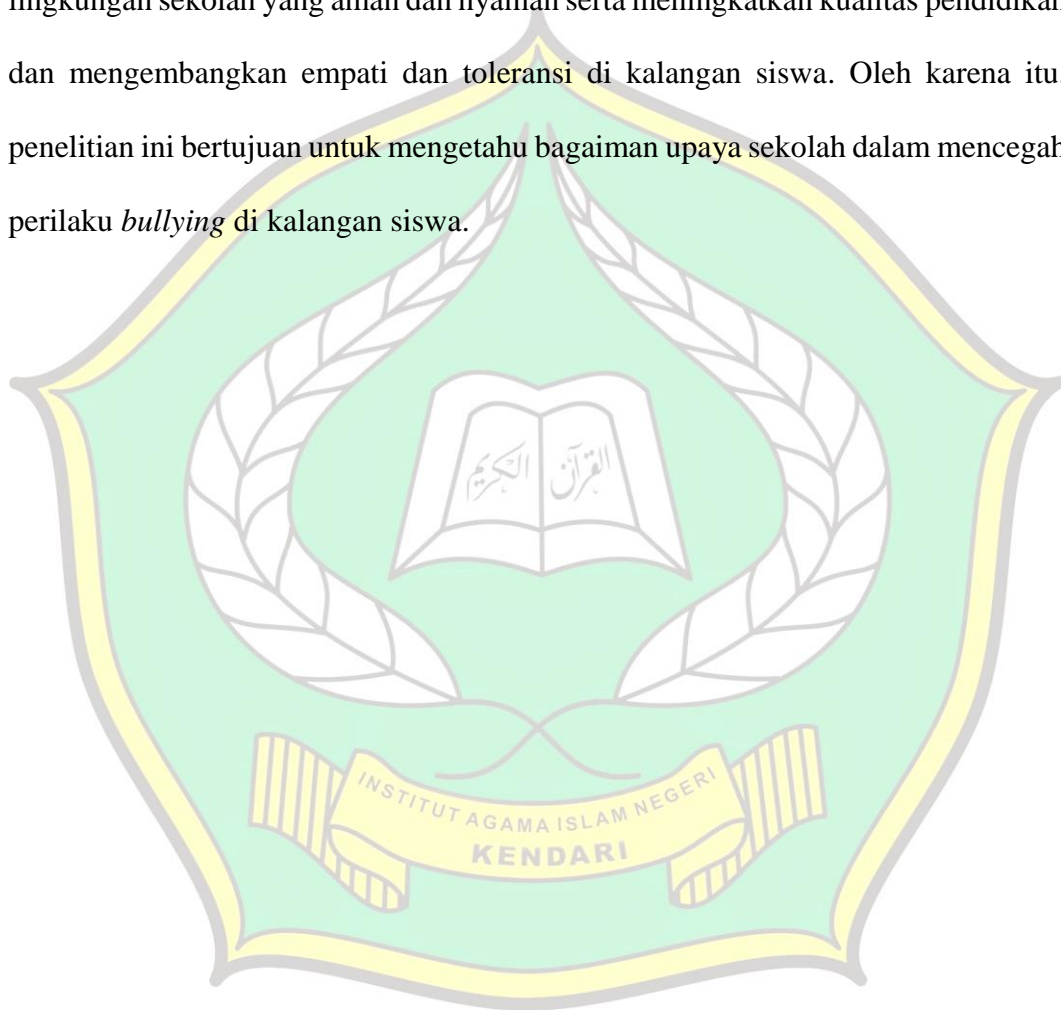 lingkungan sekolah yang aman dan nyaman serta meningkatkan kualitas pendidikan
dan mengembangkan empati dan toleransi di kalangan siswa. Oleh karena itu,
penelitian ini bertujuan untuk mengetahu bagaiman upaya sekolah dalam mencegah
perilaku bullying di kalangan siswa.
القرآن الكريم
INSTITUT AGAMA ISLAM NEGERI
KENDARI